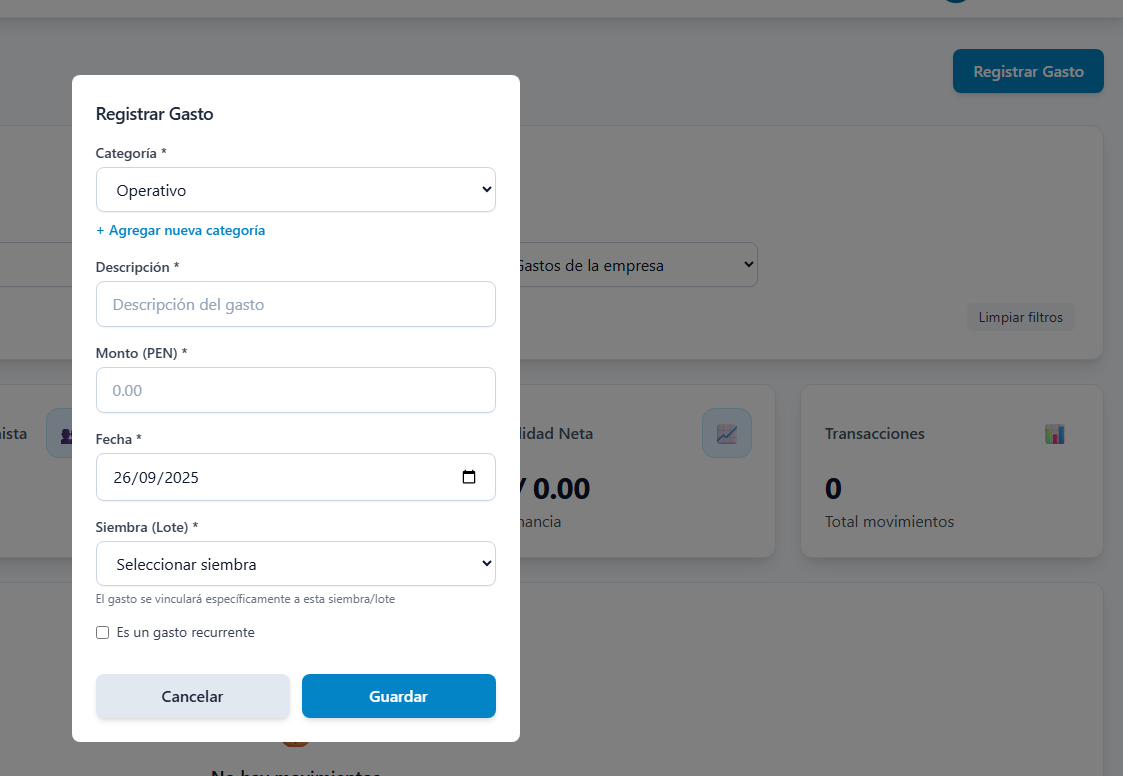 Registrar Gasto
Registrar Gasto
Categoría *
Operativo
+ Agregar nueva categoría
Descripción *
Descripción del gasto
Gastos de la empresa
Limpiar filtros
Monto (PEN) *
0.00
Fecha *
26/09/2025
ista
lidad Neta
/ 0.00
nancia
Transacciones
0
Total movimientos
Siembra (Lote) *
Seleccionar siembra
El gasto se vinculará específicamente a esta siembra/lote
Es un gasto recurrente
Cancelar
Guardar
No hay movimientos